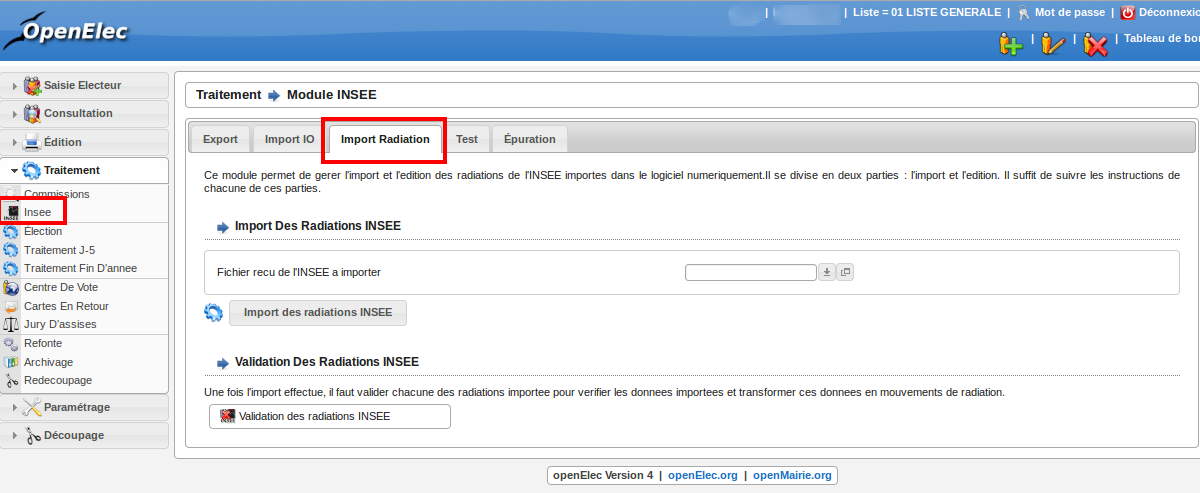 | | Liste = 01 LISTE GENERALE | Mot de passe | Déconnexio
OpenElec
| | | Tableau de bor
Saisie Electeur
Consultation
Édition
Traitement
Commissions
Insee
Élection
Traitement J-5
Traitement Fin D'annee
Centre De Vote
Cartes En Retour
Jury D'assises
Refonte
Archivage
Redecoupage
Paramétrage
Découpage
Traitement Module INSEE
Export Import IO Import Radiation Test Épuration
Ce module permet de gerer l'import et l'edition des radiations de l'INSEE importes dans le logiciel numeriquement.Il se divise en deux parties : l'import et l'edition. Il suffit de suivre les instructions de
chacune de ces parties.
Import Des Radiations INSEE
Fichier recu de l'INSEE a importer
Import des radiations INSEE
Validation Des Radiations INSEE
Une fois l'import effectue, il faut valider chacune des radiations importee pour verifier les donnees importees et transformer ces donnees en mouvements de radiation.
Validation des radiations INSEE
openElec Version 4 | openElec.org | openMairie.org